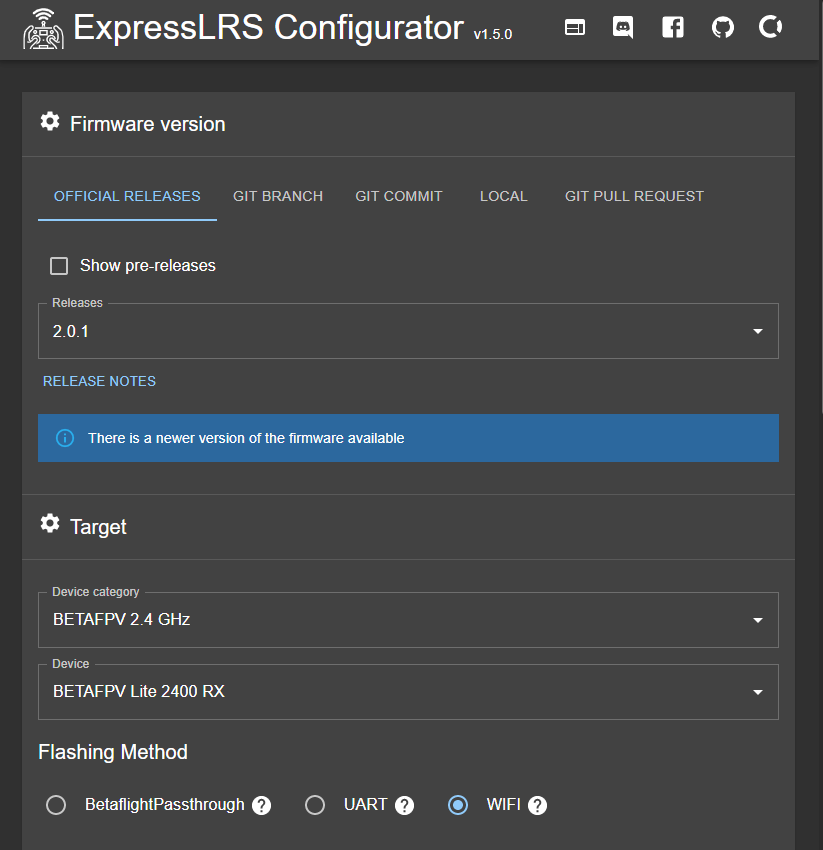 ExpressLRS Configurator v1.5.0
Firmware version
OFFICIAL RELEASES GIT BRANCH GIT COMMIT LOCAL GIT PULL REQUEST
Show pre-releases
Releases
2.0.1
RELEASE NOTES
There is a newer version of the firmware available
Target
Device category
BETAFPV 2.4 GHz
Device
BETAFPV Lite 2400 RX
Flashing Method
BetaflightPassthrough ? UART ? WIFI ?